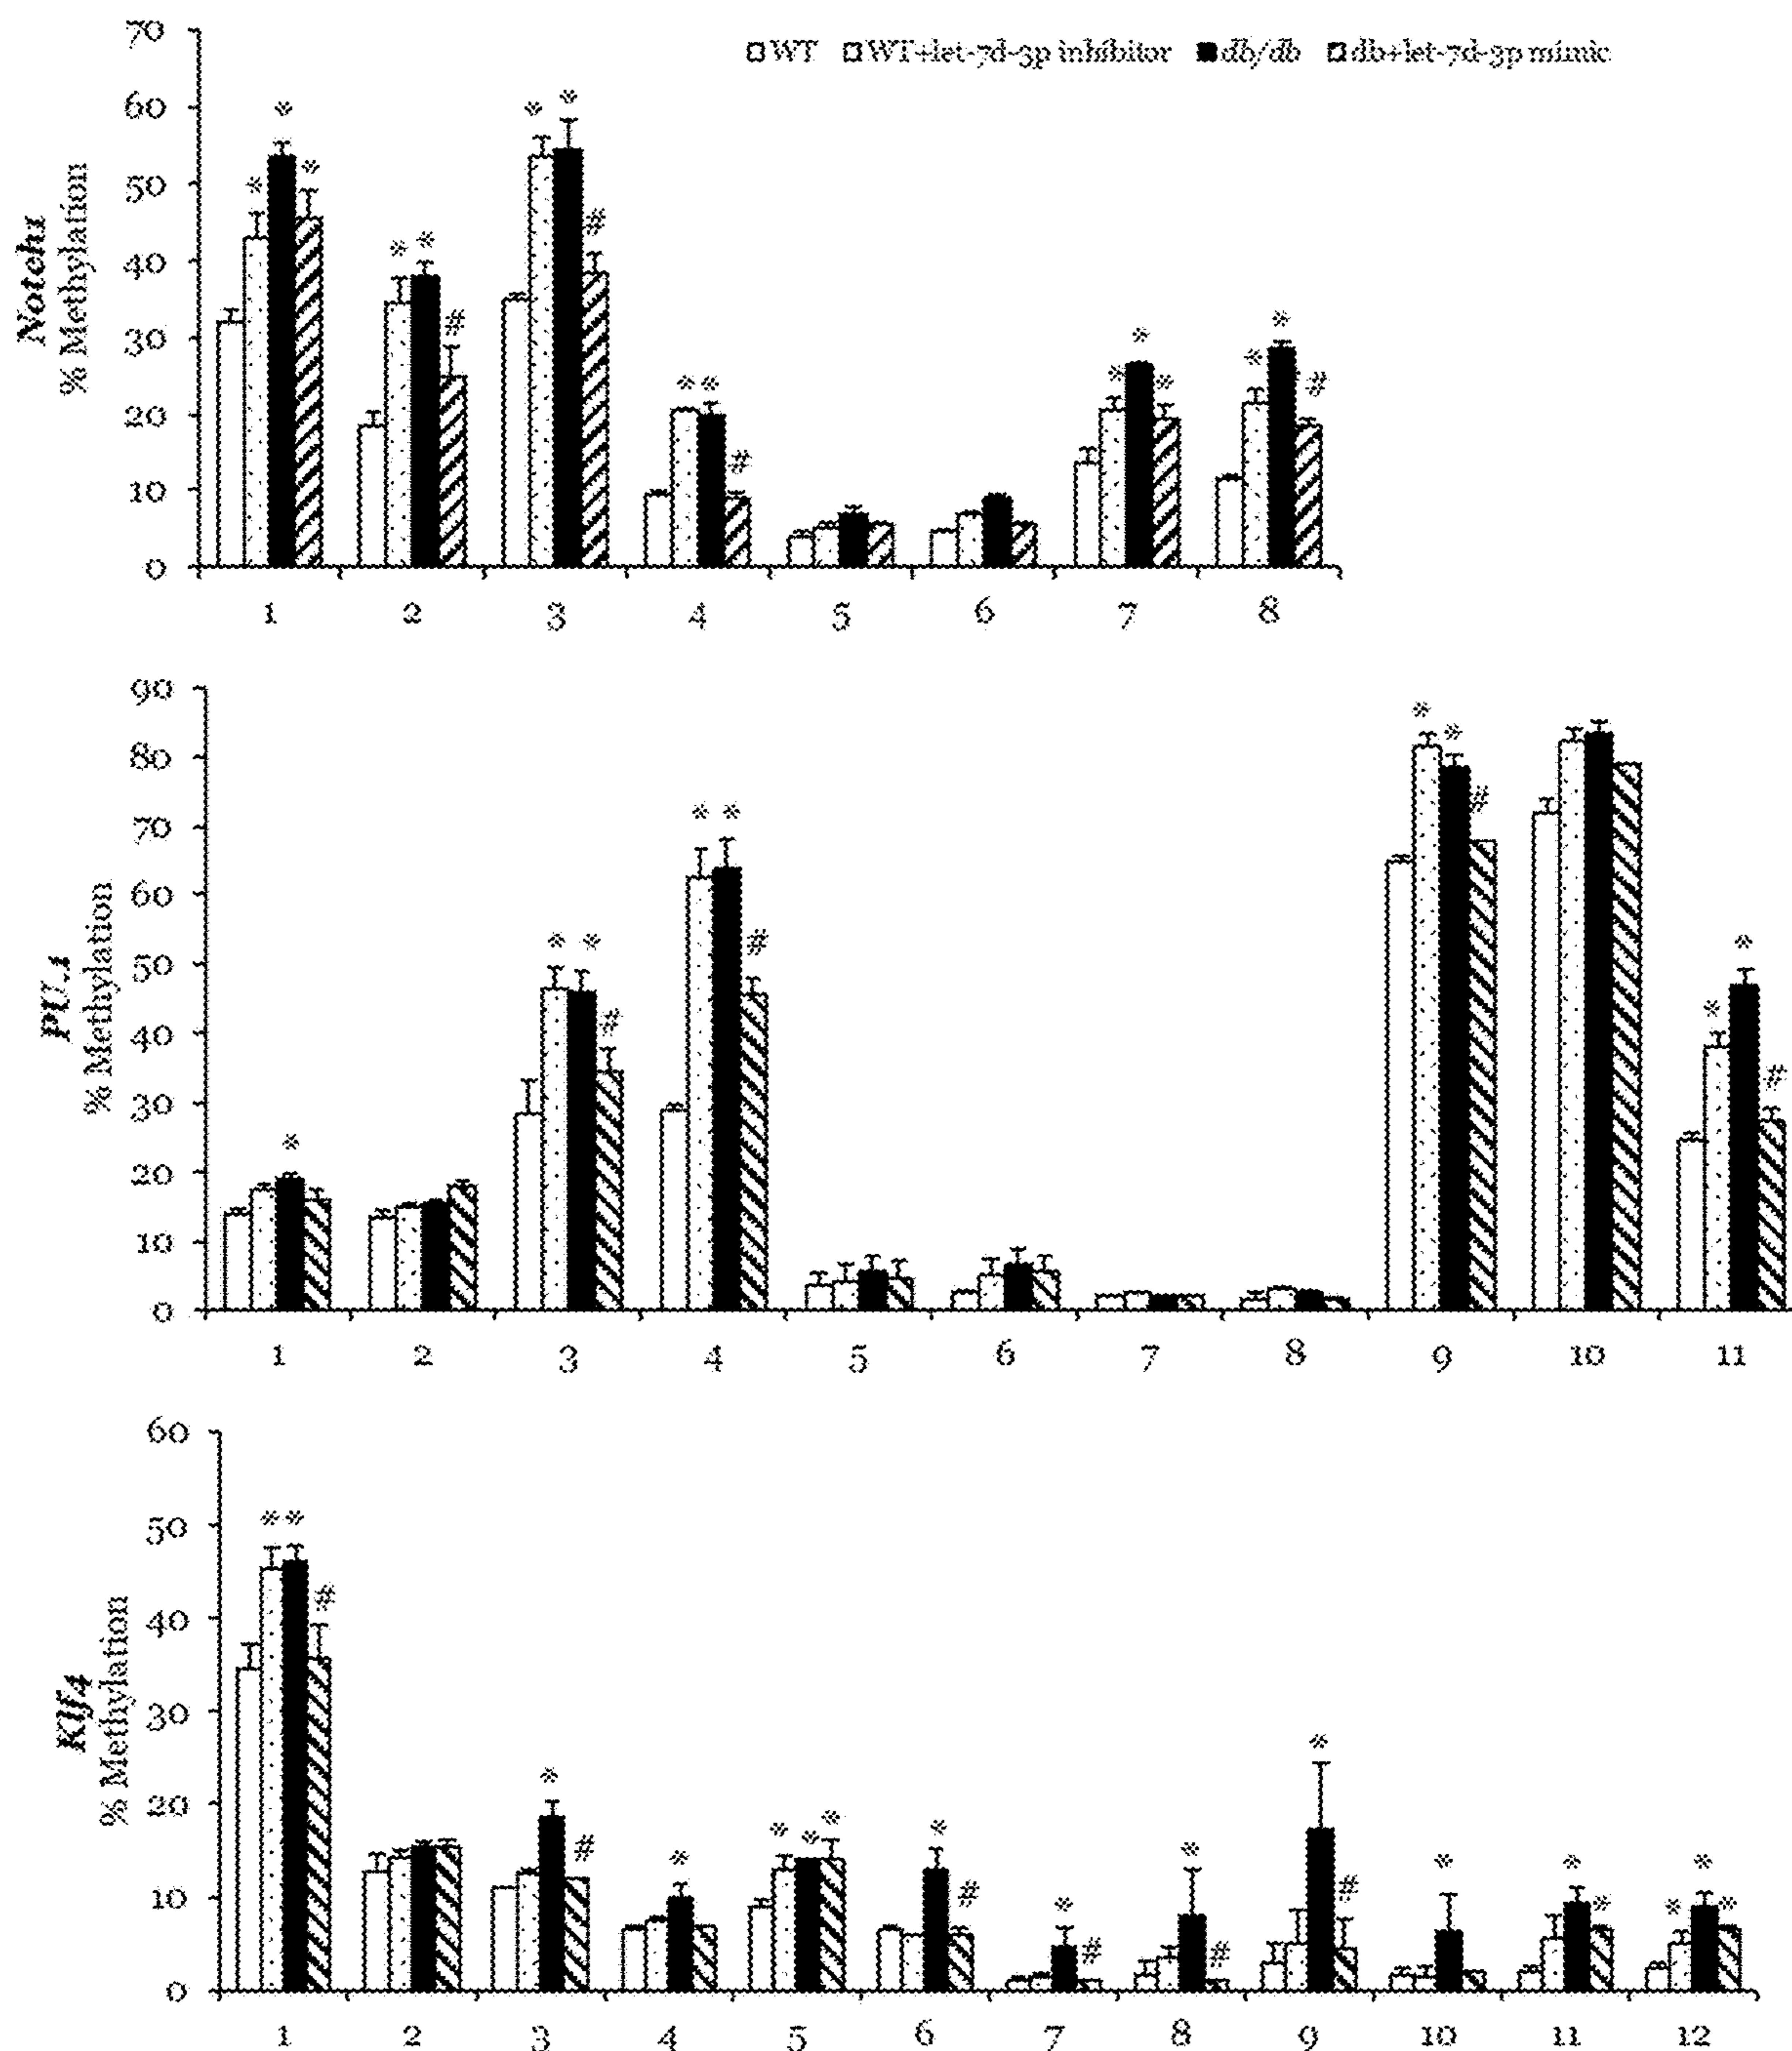 70
□ WT □ WT+let-7d-3p inhibitor ■ db/db □ db+let-7d-3p mimic
60
50
40
30
20
10
0
Notch1
% Methylation
* * * * * # * * # * * # * * * * * #
1 2 3 4 5 6 7 8
90
80
70
60
50
40
30
20
10
0
PU.1
% Methylation
* * * # * * # * * # * * #
1 2 3 4 5 6 7 8 9 10 11
60
50
40
30
20
10
0
Klf4
% Methylation
* * # * # * * * * * # * # * # * # * * * * * *
1 2 3 4 5 6 7 8 9 10 11 12